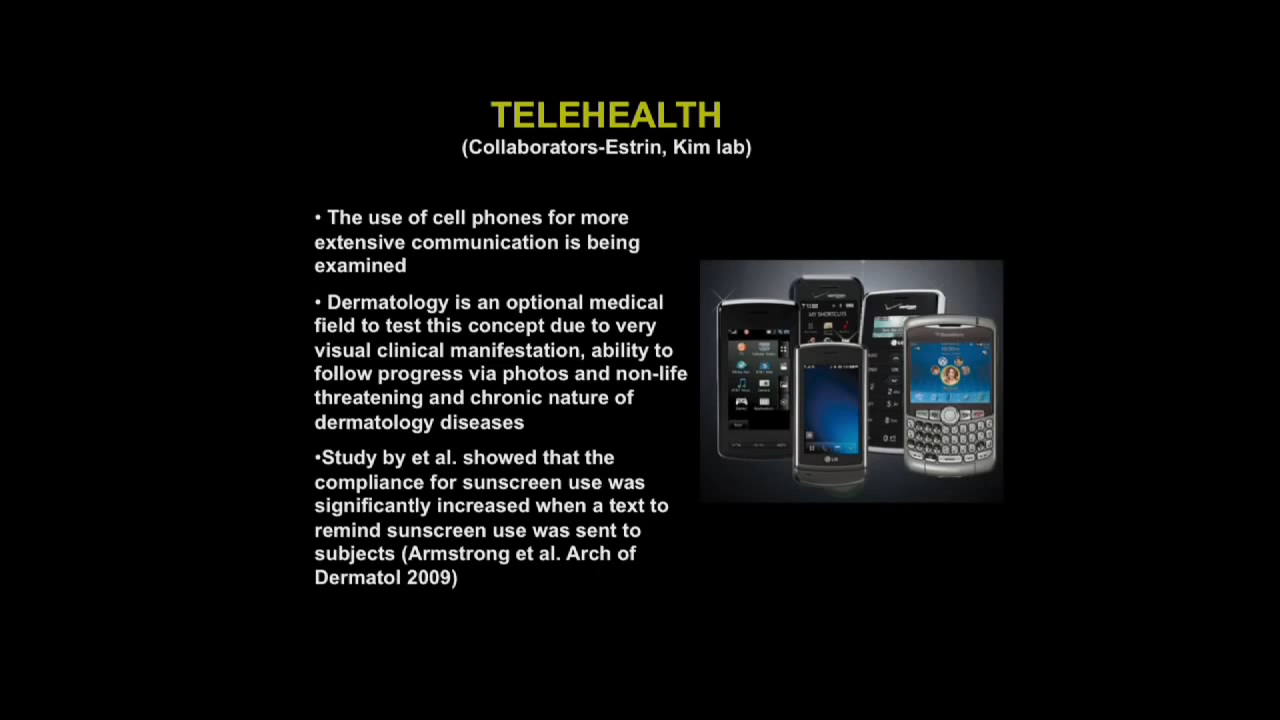 TELEHEALTH
(Collaborators-Estrin, Kim lab)
• The use of cell phones for more
extensive communication is being
examined
• Dermatology is an optional medical
field to test this concept due to very
visual clinical manifestation, ability to
follow progress via photos and non-life
threatening and chronic nature of
dermatology diseases
•Study by et al. showed that the
compliance for sunscreen use was
significantly increased when a text to
remind sunscreen use was sent to
subjects (Armstrong et al. Arch of
Dermatol 2009)
MY SHORTCUTS
LG